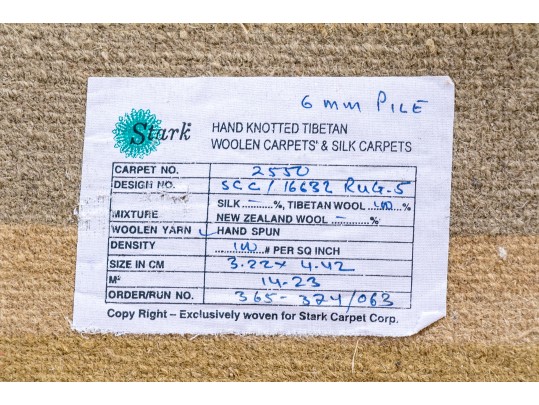 6 mm PILE
Stark
HAND KNOTTED TIBETAN
WOOLEN CARPETS' & SILK CARPETS
CARPET NO. 2550
DESIGN NO. SCC/16632 RUG-5
MIXTURE SILK ...–...%, TIBETAN WOOL 100%
NEW ZEALAND WOOL ...–...%
WOOLEN YARN ✓ HAND SPUN
DENSITY 100 # PER SQ INCH
SIZE IN CM 3.22 x 4.42
M² 14-23
ORDER/RUN NO. 365-374/063
Copy Right – Exclusively woven for Stark Carpet Corp.